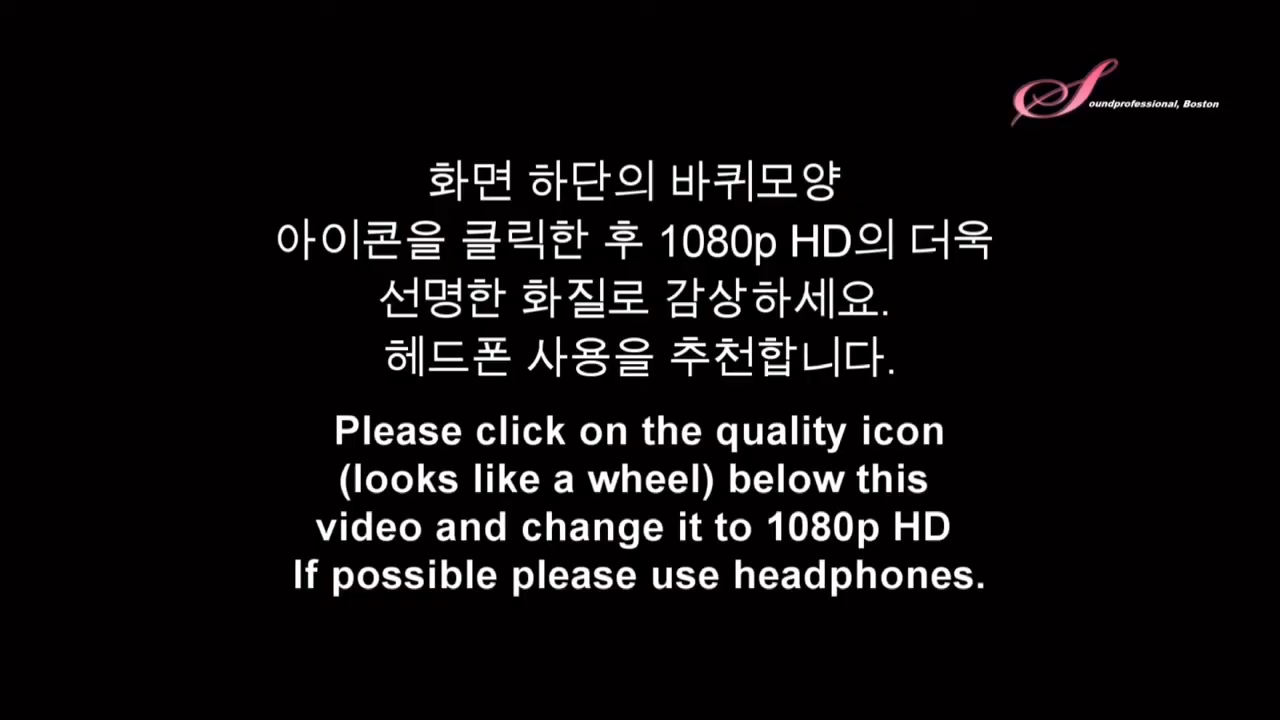 Soundprofessional, Boston
화면 하단의 바퀴모양
아이콘을 클릭한 후 1080p HD의 더욱
선명한 화질로 감상하세요.
헤드폰 사용을 추천합니다.
Please click on the quality icon
(looks like a wheel) below this
video and change it to 1080p HD
If possible please use headphones.